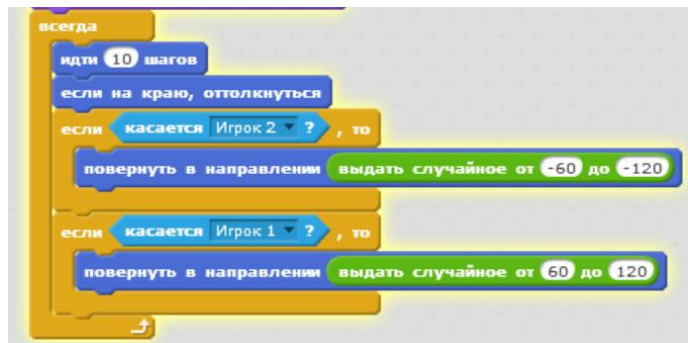 всегда
идти 10 шагов
если на краю, оттолкнуться
если касается Игрок 2 ? , то
повернуть в направлении выдать случайное от -60 до -120
если касается Игрок 1 ? , то
повернуть в направлении выдать случайное от 60 до 120